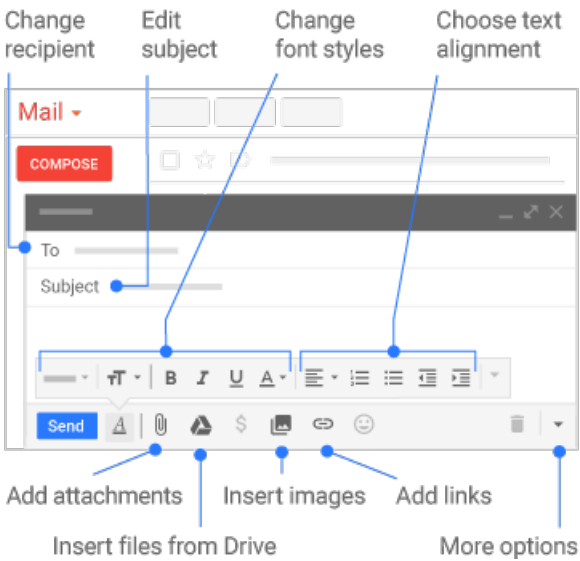 Change recipient
Edit subject
Change font styles
Choose text alignment
Mail
COMPOSE
To
Subject
B I U A
Send A $
Add attachments
Insert images
Add links
Insert files from Drive
More options